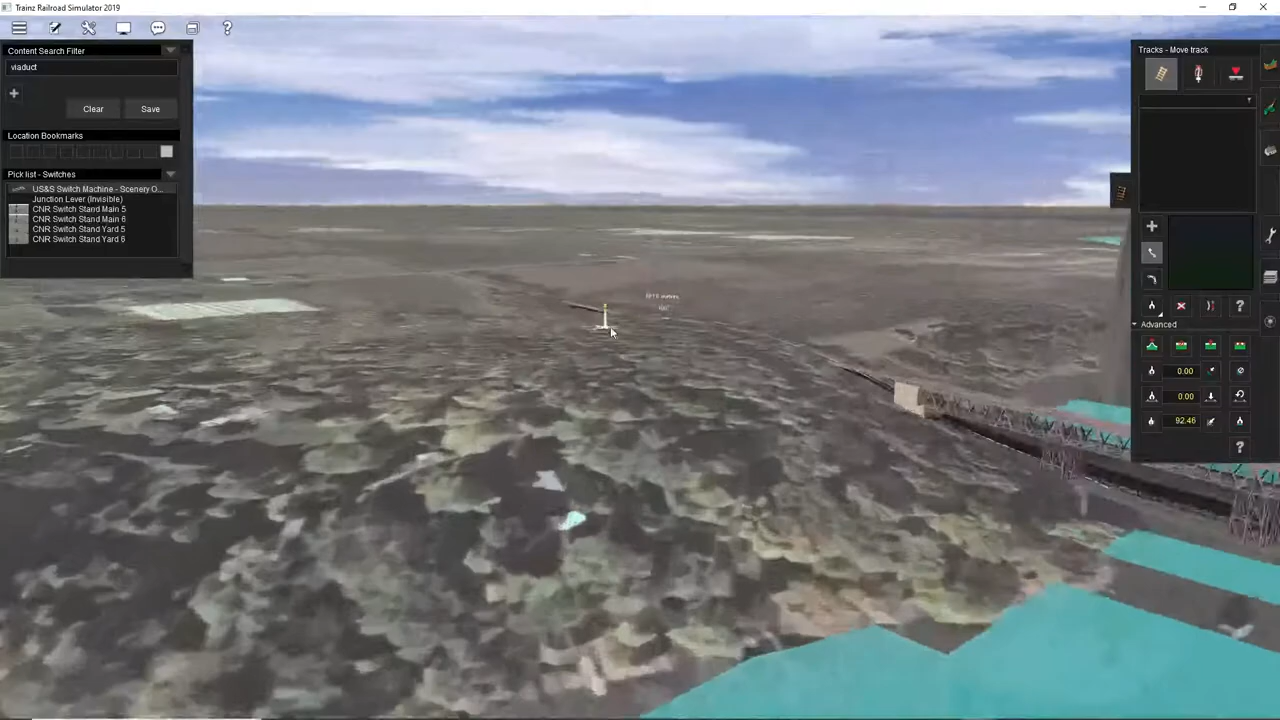 Trainz Railroad Simulator 2019
Content Search Filter
viaduct
Clear
Save
Location Bookmarks
Pick list - Switches
US&S Switch Machine - Scenery O...
Junction Lever (Invisible)
CNR Switch Stand Main 5
CNR Switch Stand Main 6
CNR Switch Stand Yard 5
CNR Switch Stand Yard 6
Tracks - Move track
Advanced
0.00
0.00
92.46